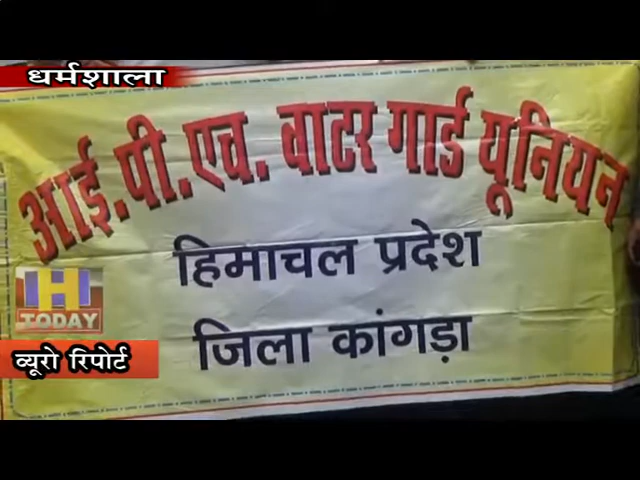 धर्मशाला
आई.पी.एच. वाटर गार्ड यूनियन
हिमाचल प्रदेश
जिला कांगड़ा
H
TODAY
व्यूरो रिपोर्ट